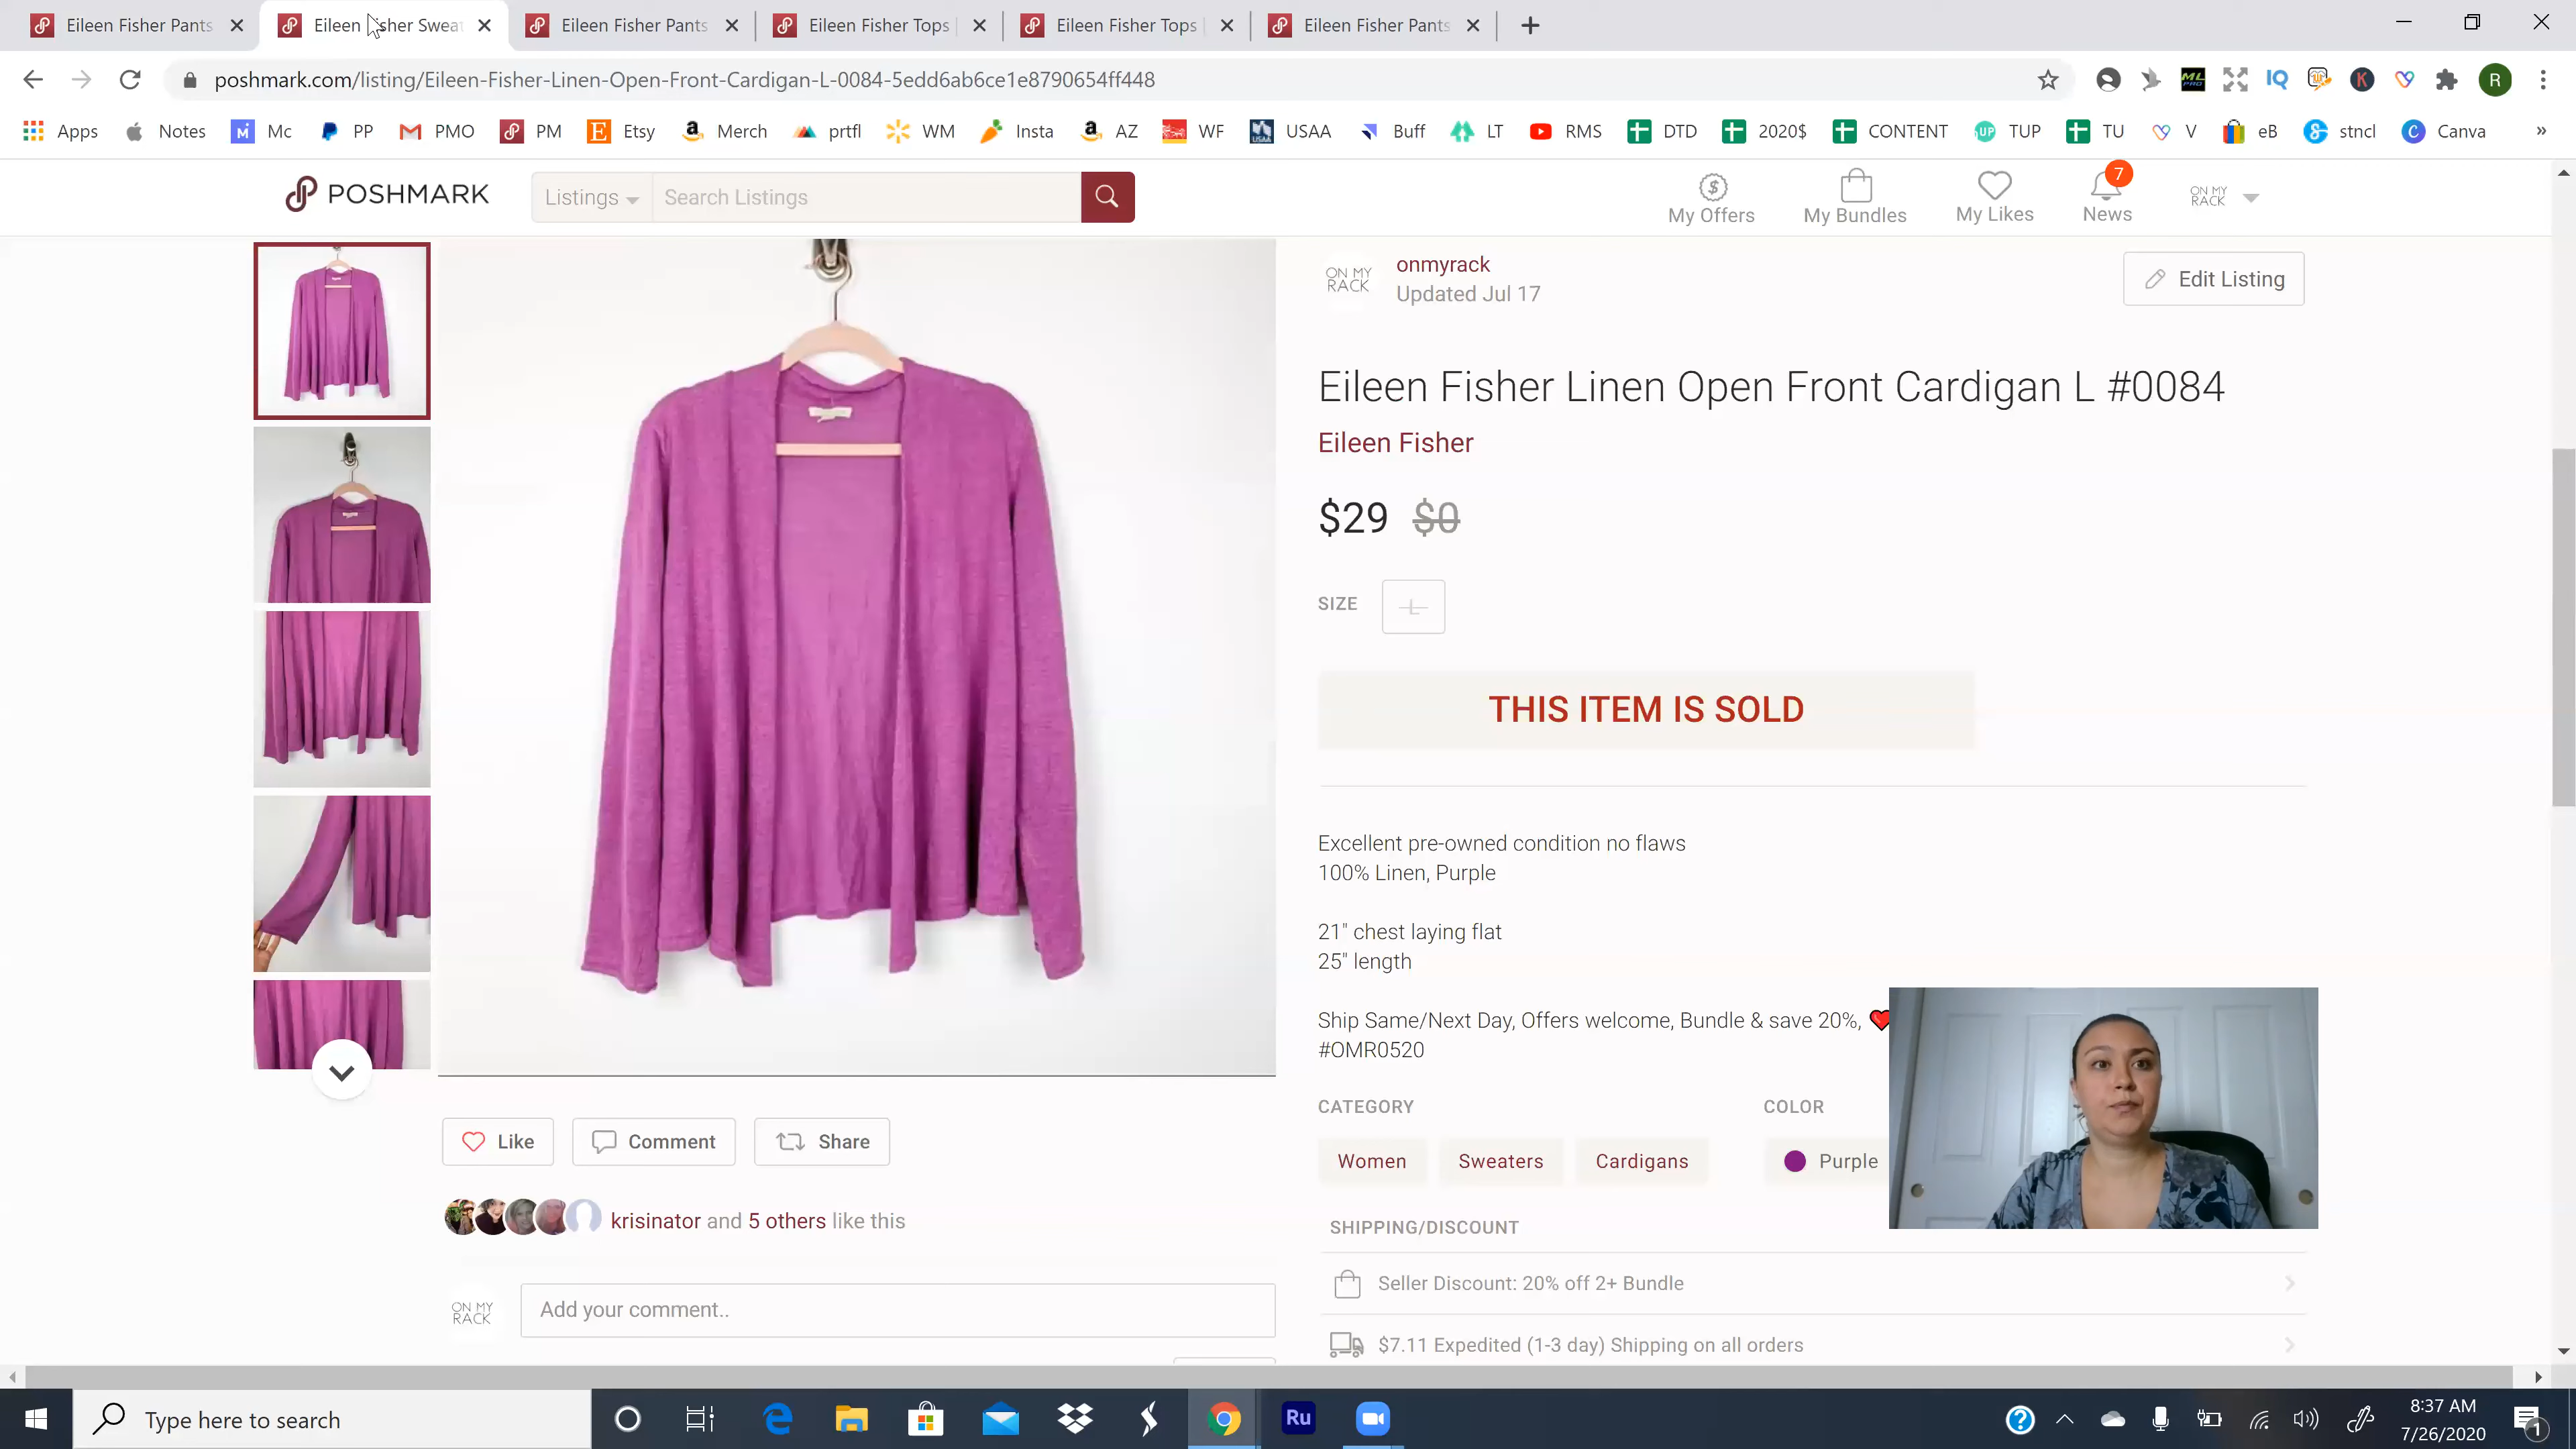 Eileen Fisher Pants
Eileen Fisher Sweat
Eileen Fisher Pants
Eileen Fisher Tops |
Eileen Fisher Tops |
Eileen Fisher Pants
poshmark.com/listing/Eileen-Fisher-Linen-Open-Front-Cardigan-L-0084-5edd6ab6ce1e8790654ff448
R
Apps Notes Mc PP PMO PM Etsy Merch prtfl WM Insta AZ WF USAA Buff LT RMS DTD 2020$ CONTENT TUP TU V eB stncl Canva »
POSHMARK
Listings
Search Listings
My Offers
My Bundles
My Likes
7
News
ON MY
RACK
ON MY
RACK
onmyrack
Updated Jul 17
Edit Listing
Eileen Fisher Linen Open Front Cardigan L #0084
Eileen Fisher
$29 $0
SIZE L
THIS ITEM IS SOLD
Excellent pre-owned condition no flaws
100% Linen, Purple
21" chest laying flat
25" length
Ship Same/Next Day, Offers welcome, Bundle & save 20%, ❤
#OMR0520
CATEGORY
COLOR
Women Sweaters Cardigans
Purple
SHIPPING/DISCOUNT
Seller Discount: 20% off 2+ Bundle
$7.11 Expedited (1-3 day) Shipping on all orders
Like
Comment
Share
krisinator and 5 others like this
ON MY
RACK
Add your comment..
Type here to search
Ru
8:37 AM
7/26/2020
1